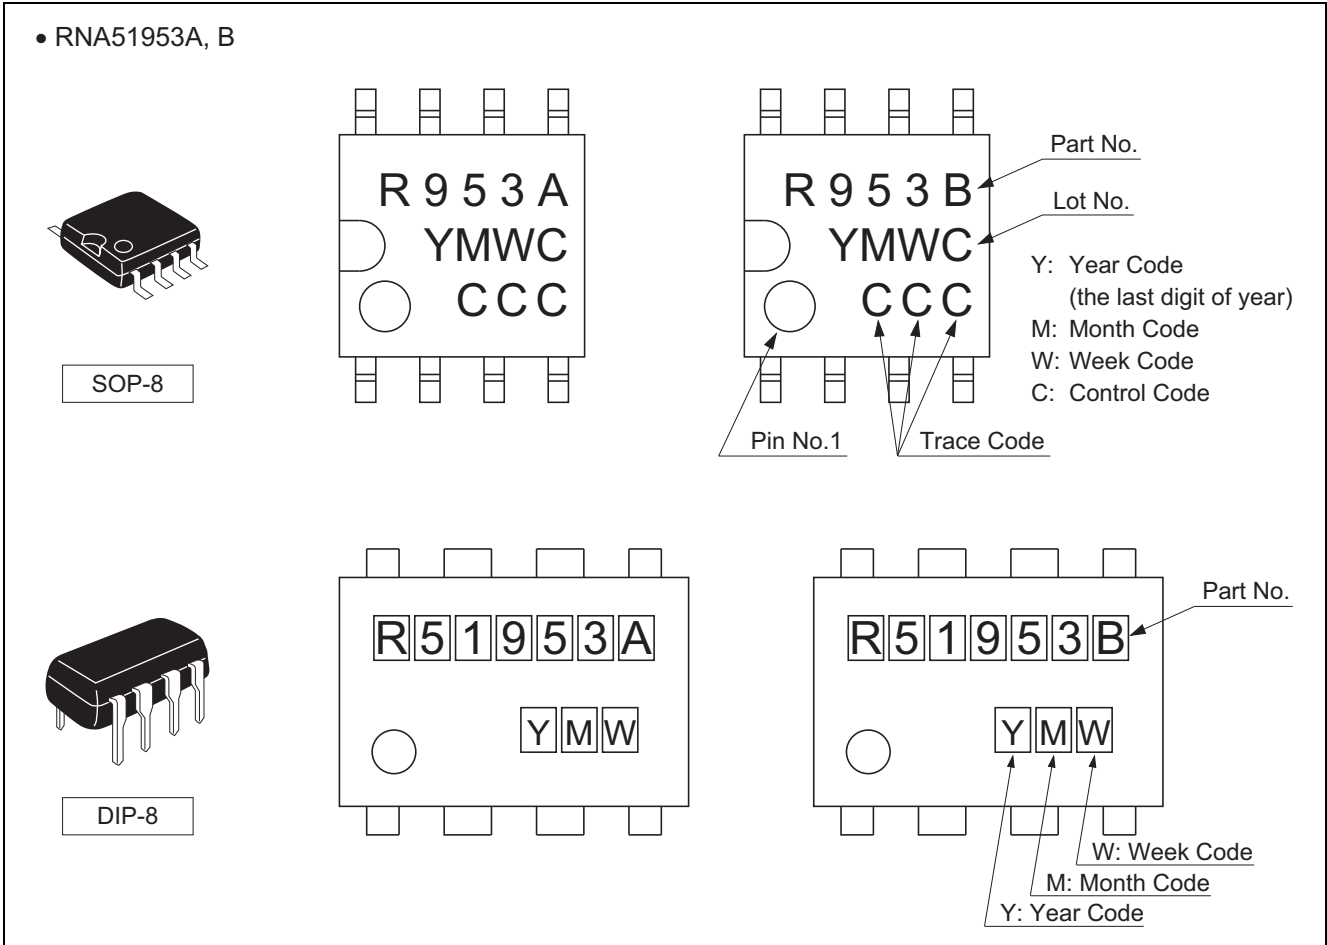 • RNA51953A, B
R953A
YMWC
CCC
R953B
YMWC
CCC
Part No.
Lot No.
Y: Year Code
(the last digit of year)
M: Month Code
W: Week Code
C: Control Code
SOP-8
Pin No.1
Trace Code
R51953A
YMW
R51953B
YMW
Part No.
DIP-8
W: Week Code
M: Month Code
Y: Year Code